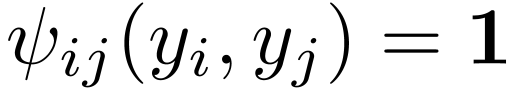 ψ_{ij}(y_i, y_j) = 𝟏